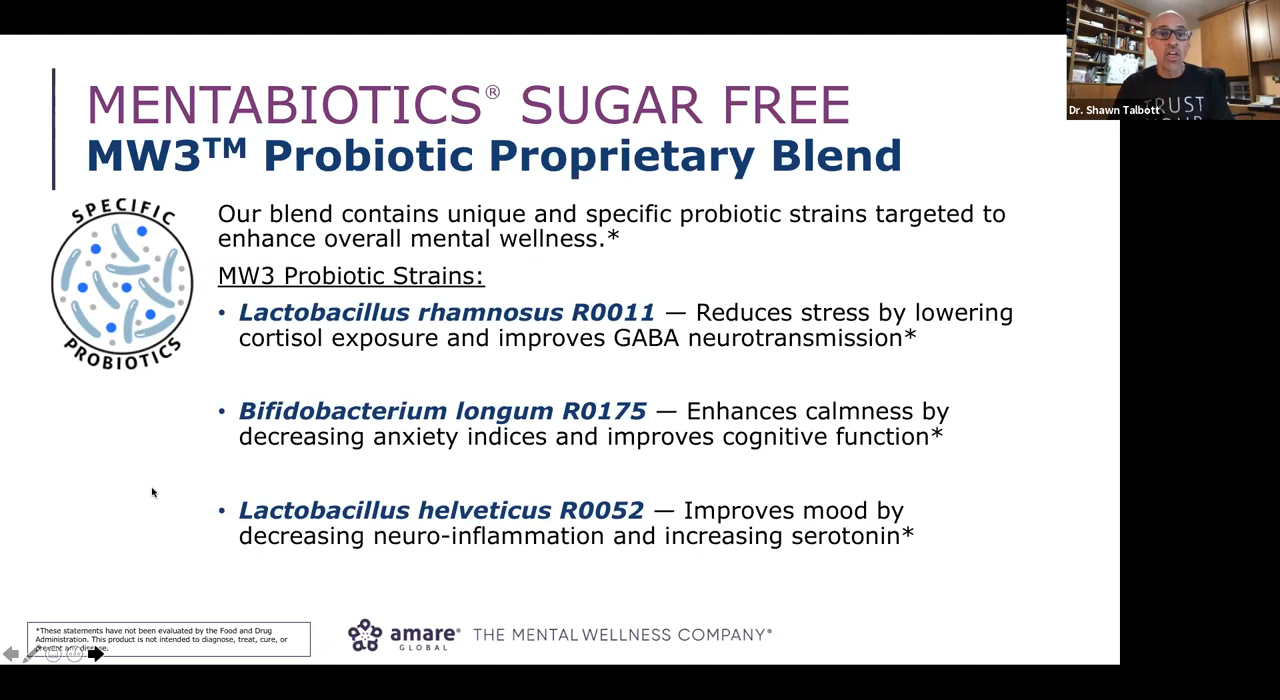 MENTABIOTICS® SUGAR FREE
MW3™ Probiotic Proprietary Blend
SPECIFIC
PROBIOTICS
Our blend contains unique and specific probiotic strains targeted to
enhance overall mental wellness.*
MW3 Probiotic Strains:
• Lactobacillus rhamnosus R0011 — Reduces stress by lowering
cortisol exposure and improves GABA neurotransmission*
• Bifidobacterium longum R0175 — Enhances calmness by
decreasing anxiety indices and improves cognitive function*
• Lactobacillus helveticus R0052 — Improves mood by
decreasing neuro-inflammation and increasing serotonin*
*These statements have not been evaluated by the Food and Drug
Administration. This product is not intended to diagnose, treat, cure, or
prevent any disease.
amare® THE MENTAL WELLNESS COMPANY®
GLOBAL
Dr. Shawn Talbott
TRUST
YOUR